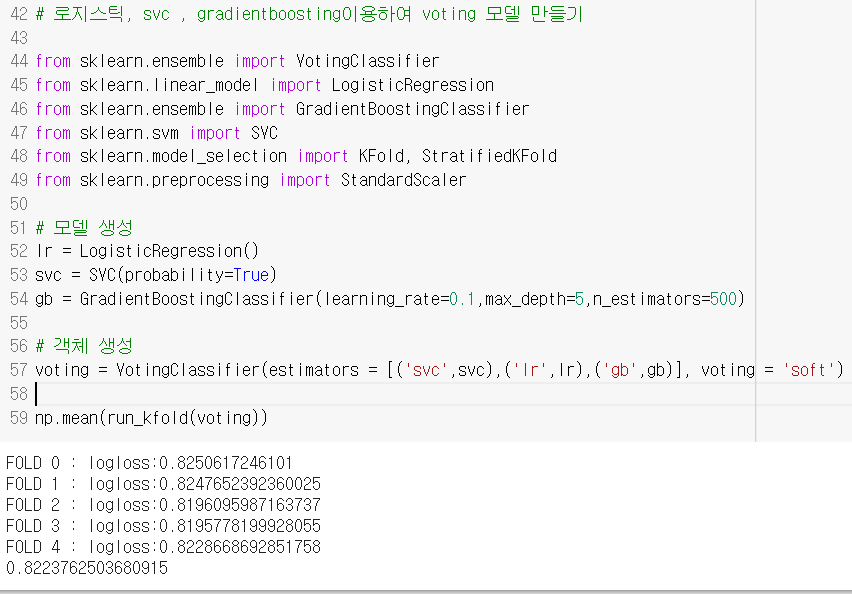 42 # 로지스틱, svc , gradientboosting이용하여 voting 모델 만들기
43
44 from sklearn.ensemble import VotingClassifier
45 from sklearn.linear_model import LogisticRegression
46 from sklearn.ensemble import GradientBoostingClassifier
47 from sklearn.svm import SVC
48 from sklearn.model_selection import KFold, StratifiedKFold
49 from sklearn.preprocessing import StandardScaler
50
51 # 모델 생성
52 lr = LogisticRegression()
53 svc = SVC(probability=True)
54 gb = GradientBoostingClassifier(learning_rate=0.1,max_depth=5,n_estimators=500)
55
56 # 객체 생성
57 voting = VotingClassifier(estimators = [('svc',svc),('lr',lr),('gb',gb)], voting = 'soft')
58
59 np.mean(run_kfold(voting))
FOLD 0 : logloss:0.8250617246101
FOLD 1 : logloss:0.8247652392360025
FOLD 2 : logloss:0.8196095987163737
FOLD 3 : logloss:0.8195778199928055
FOLD 4 : logloss:0.8228668692851758
0.8223762503680915